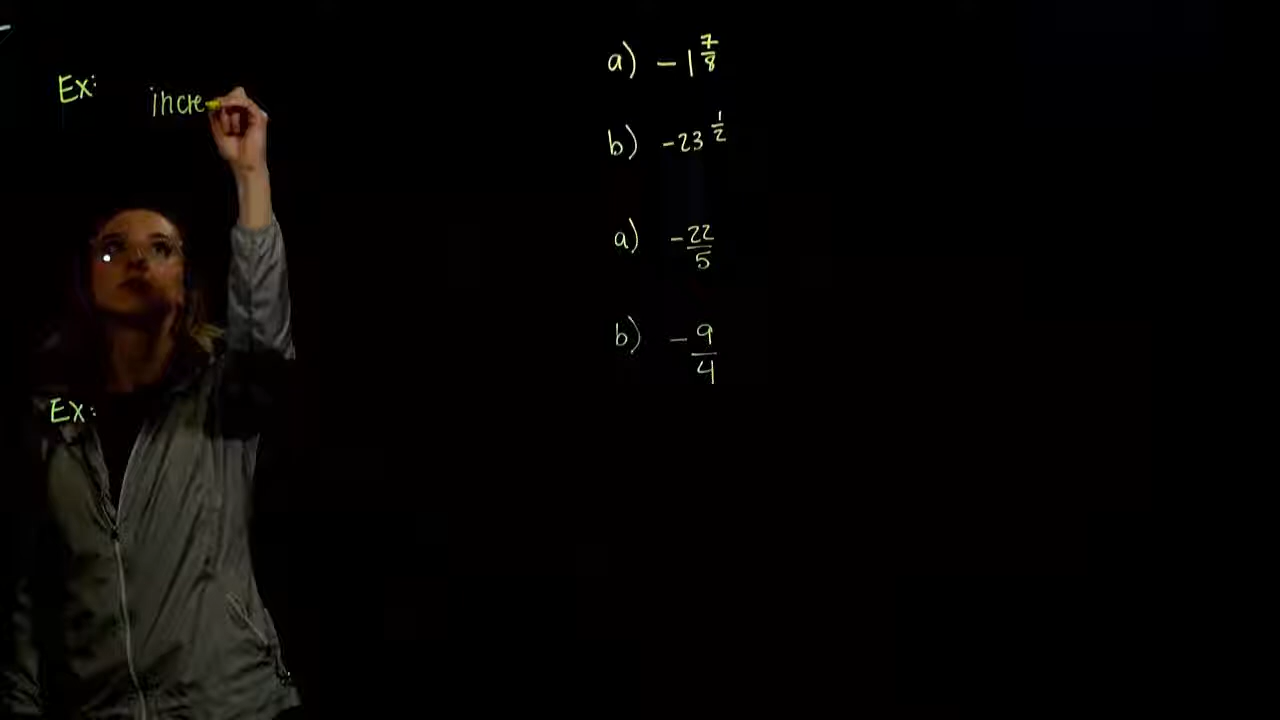 Ex: incre
a) -1 7/8
b) -23 1/2
a) -22/5
b) -9/4
Ex: